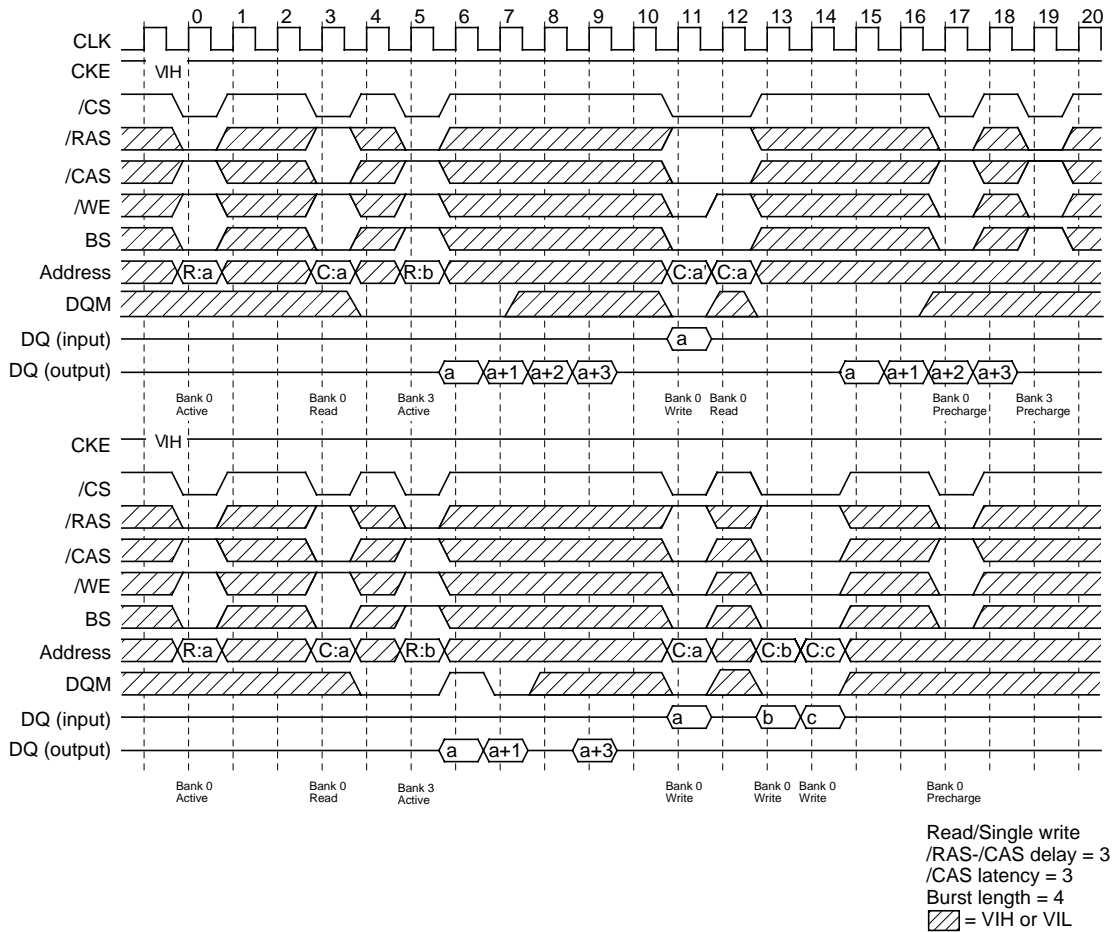 0 1 2 3 4 5 6 7 8 9 10 11 12 13 14 15 16 17 18 19 20
CLK
CKE VIH
/CS
/RAS
/CAS
/WE
BS
Address R:a C:a R:b C:a' C:a
DQM
DQ (input) a
DQ (output) a a+1 a+2 a+3 a a+1 a+2 a+3
Bank 0 Bank 0 Bank 3 Bank 0 Bank 0 Bank 0 Bank 3
Active Read Active Write Read Precharge Precharge
CKE VIH
/CS
/RAS
/CAS
/WE
BS
Address R:a C:a R:b C:a C:b C:c
DQM
DQ (input) a b c
DQ (output) a a+1 a+3
Bank 0 Bank 0 Bank 3 Bank 0 Bank 0 Bank 0 Bank 0
Active Read Active Write Write Write Precharge
Read/Single write
/RAS-/CAS delay = 3
/CAS latency = 3
Burst length = 4
= VIH or VIL